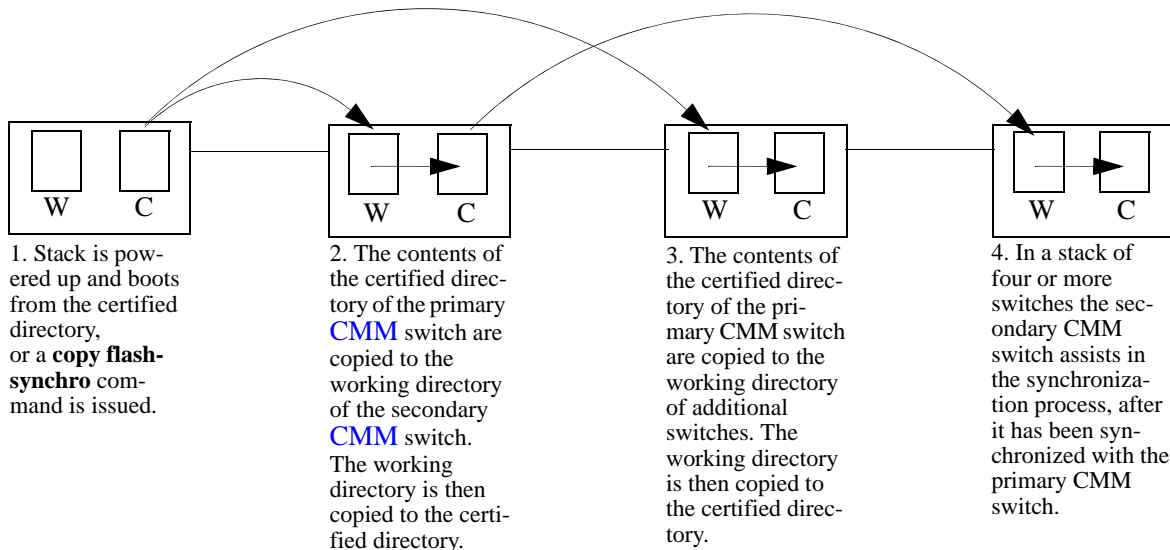 W C
W C
W C
W C
1. Stack is pow-
ered up and boots
from the certified
directory,
or a copy flash-
synchro com-
mand is issued.
2. The contents of
the certified direc-
tory of the primary
CMM switch are
copied to the
working directory
of the secondary
CMM switch.
The working
directory is then
copied to the certi-
fied directory.
3. The contents of
the certified direc-
tory of the pri-
mary CMM switch
are copied to the
working directory
of additional
switches. The
working directory
is then copied to
the certified direc-
tory.
4. In a stack of
four or more
switches the sec-
ondary CMM
switch assists in
the synchroniza-
tion process, after
it has been syn-
chronized with the
primary CMM
switch.